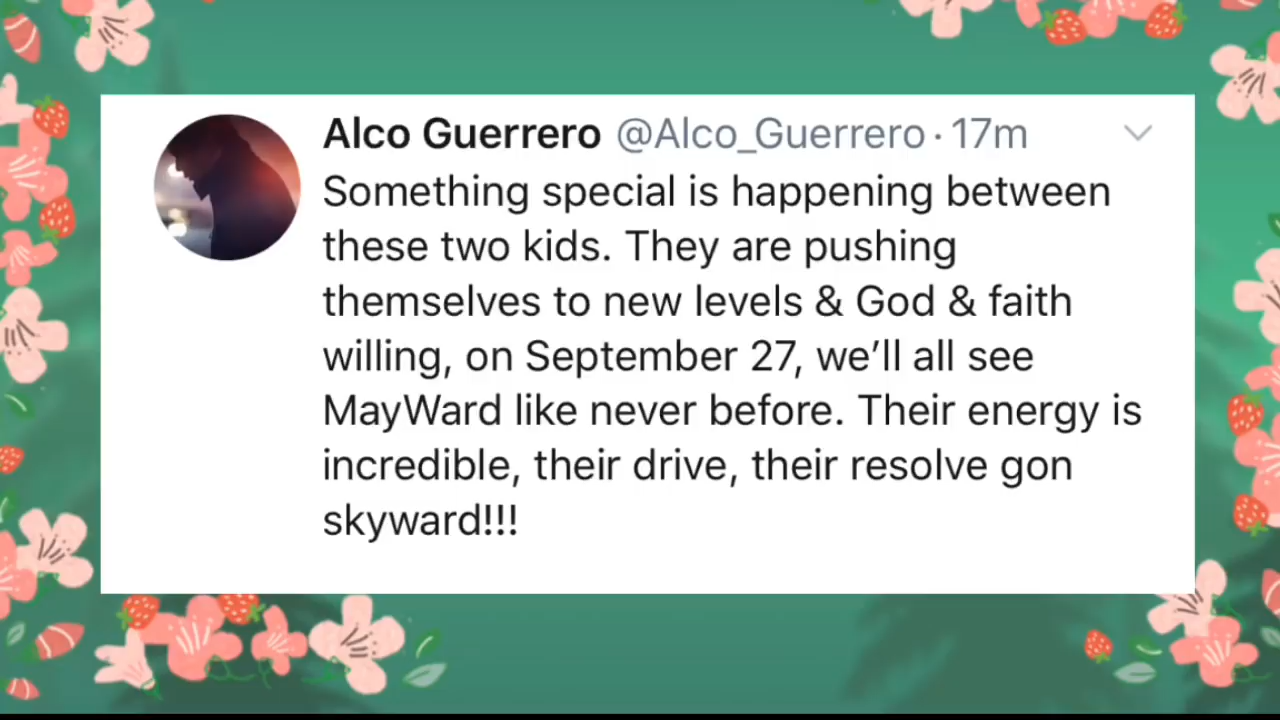 Alco Guerrero @Alco_Guerrero · 17m
Something special is happening between
these two kids. They are pushing
themselves to new levels & God & faith
willing, on September 27, we’ll all see
MayWard like never before. Their energy is
incredible, their drive, their resolve gon
skyward!!!